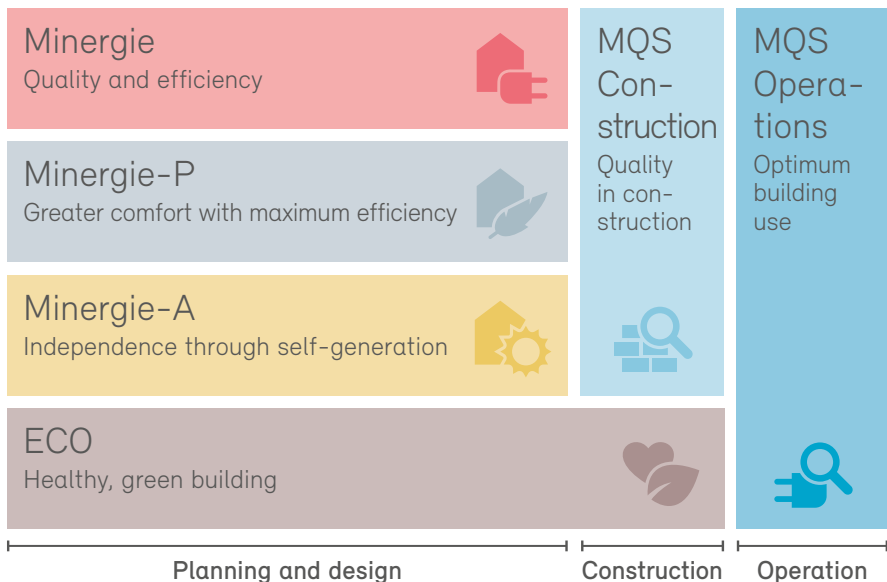 Minergie
Quality and efficiency
Minergie-P
Greater comfort with maximum efficiency
Minergie-A
Independence through self-generation
ECO
Healthy, green building
MQS
Con-
struction
Quality
in con-
struction
MQS
Opera-
tions
Optimum
building
use
Planning and design
Construction
Operation